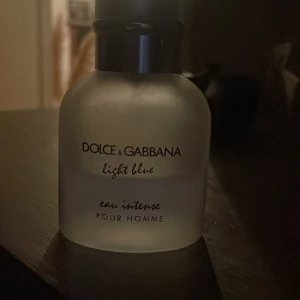 DOLCE & GABBANA
light blue
eau intense
POUR HOMME